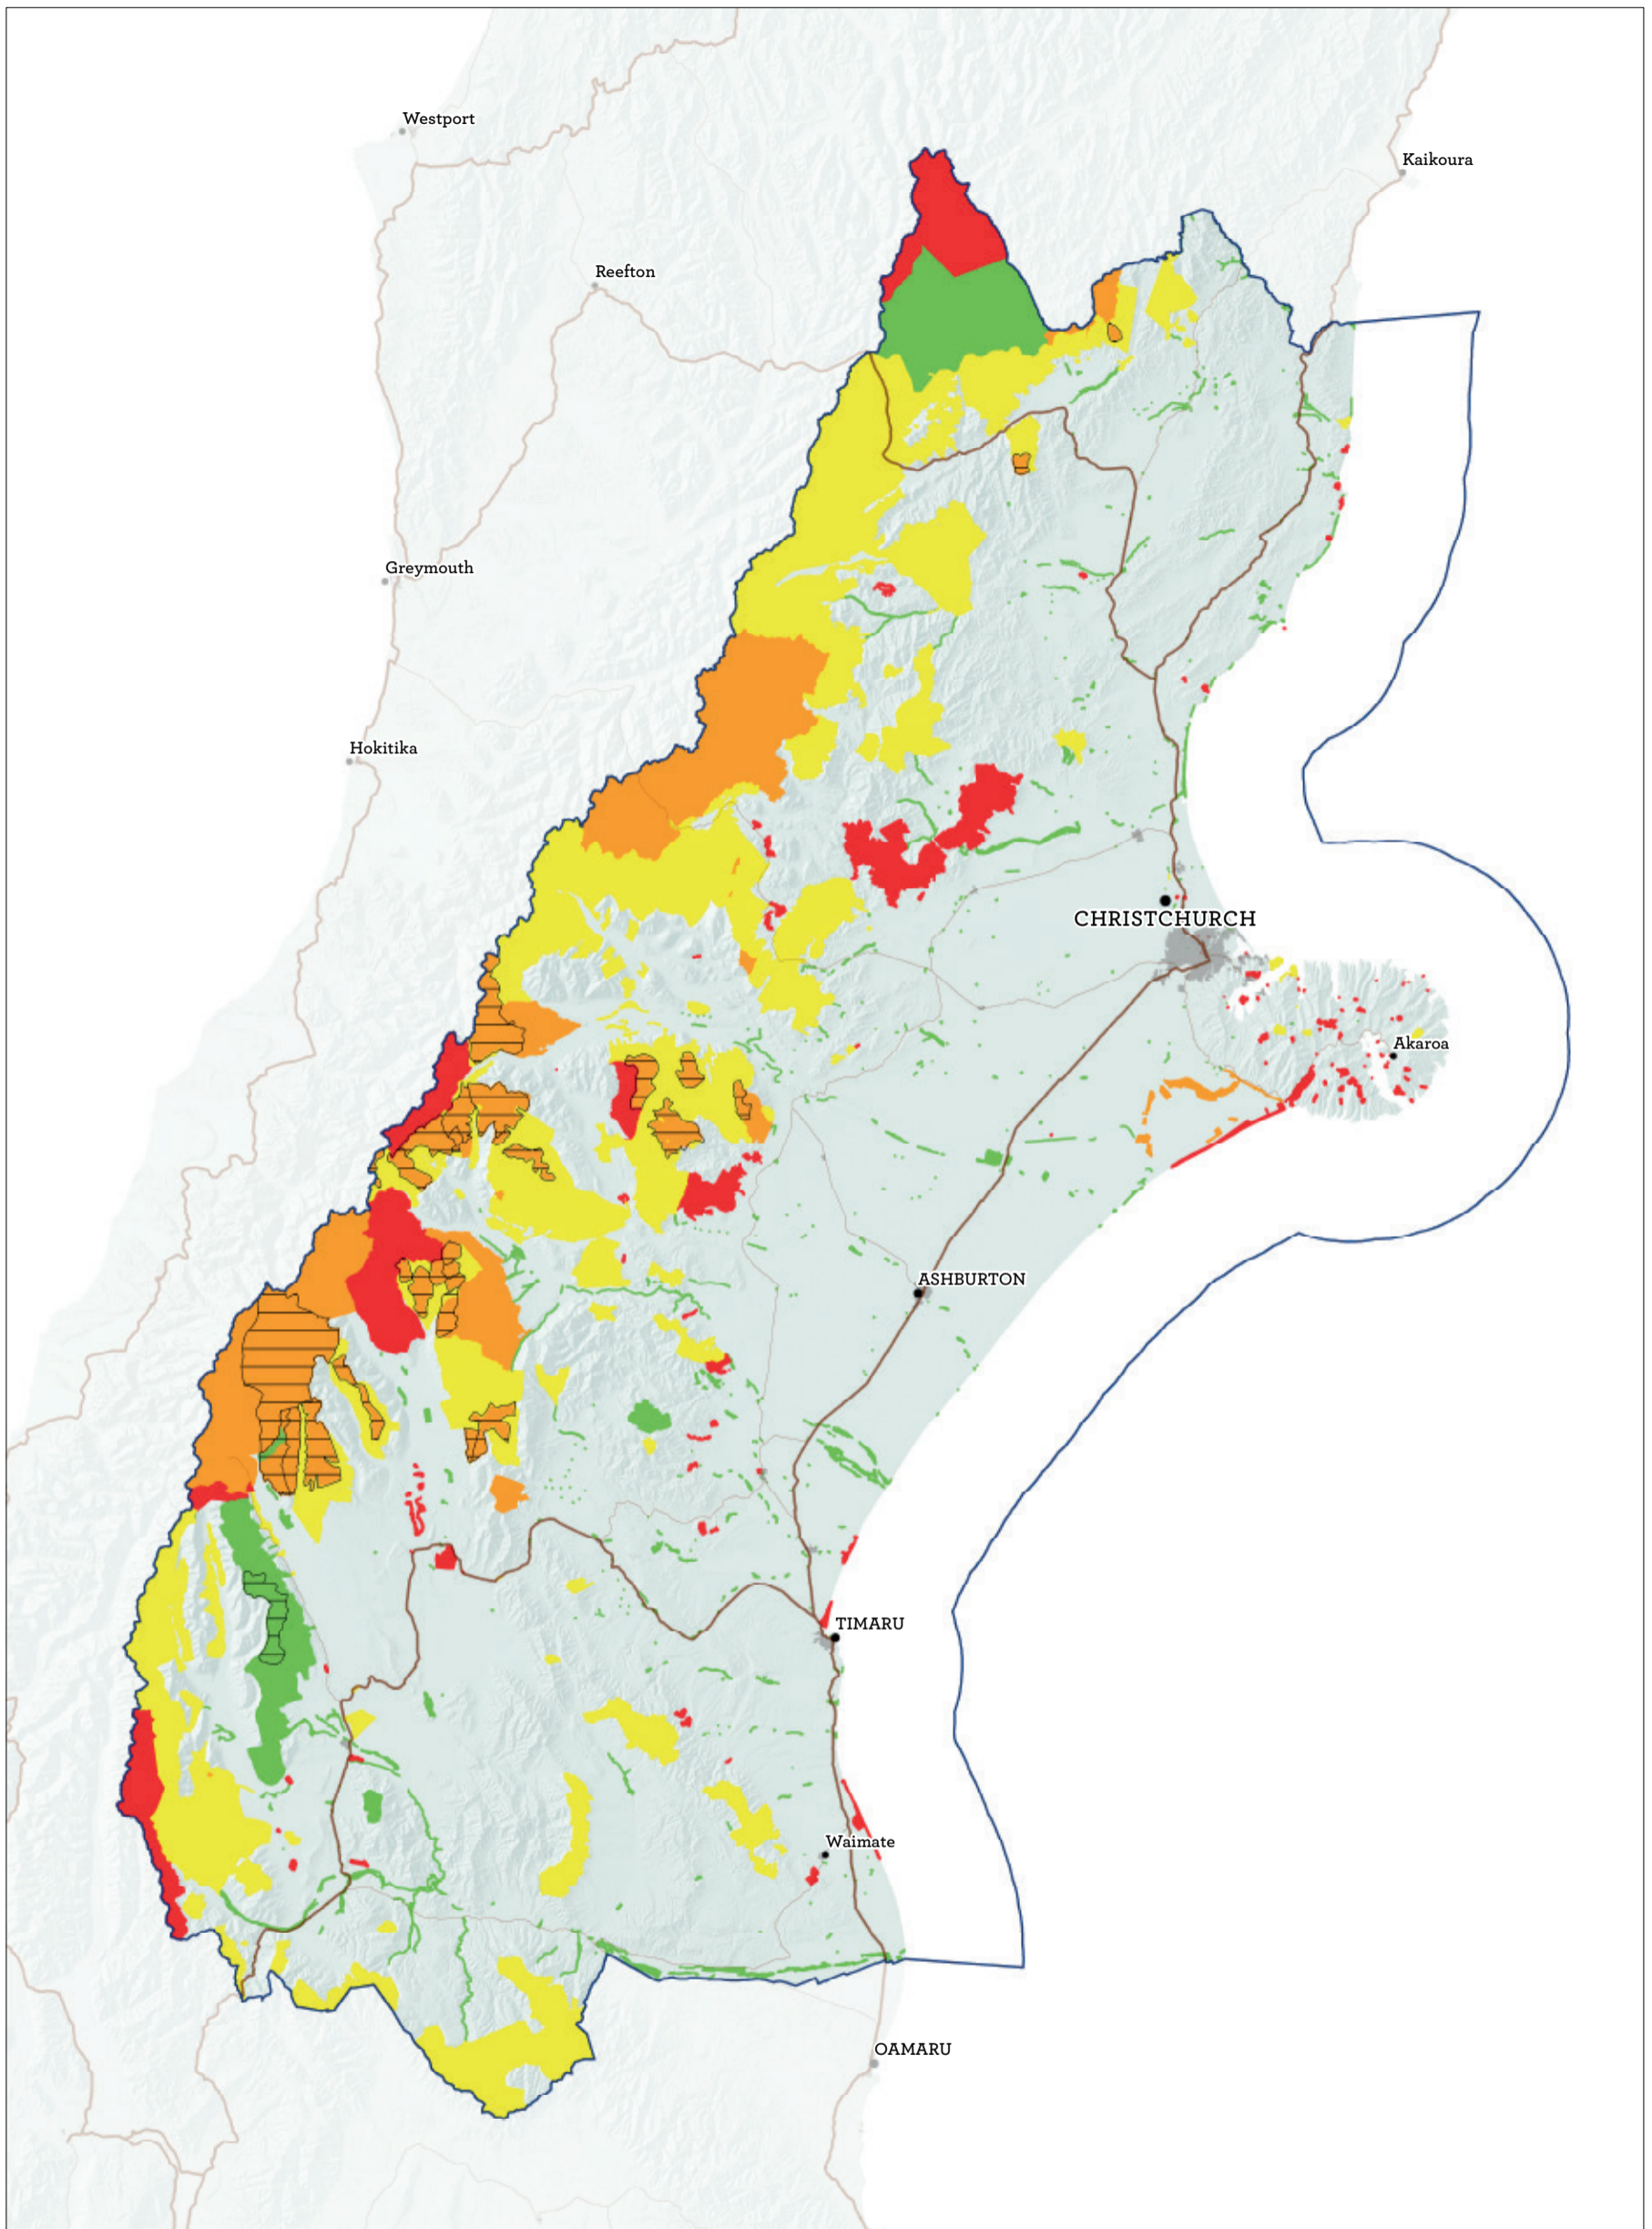 Westport
Kaikoura
Reefton
Greymouth
Hokitika
CHRISTCHURCH
Akaroa
ASHBURTON
TIMARU
Waimate
OAMARU